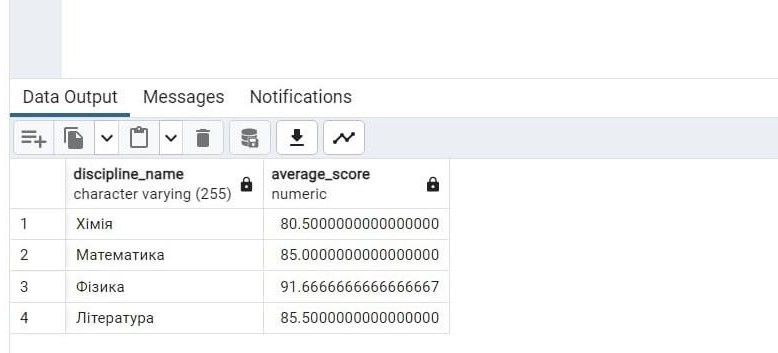 Data Output Messages Notifications
discipline_name average_score
character varying (255) numeric
1 Хімія 80.5000000000000000
2 Математика 85.0000000000000000
3 Фізика 91.6666666666666667
4 Література 85.5000000000000000